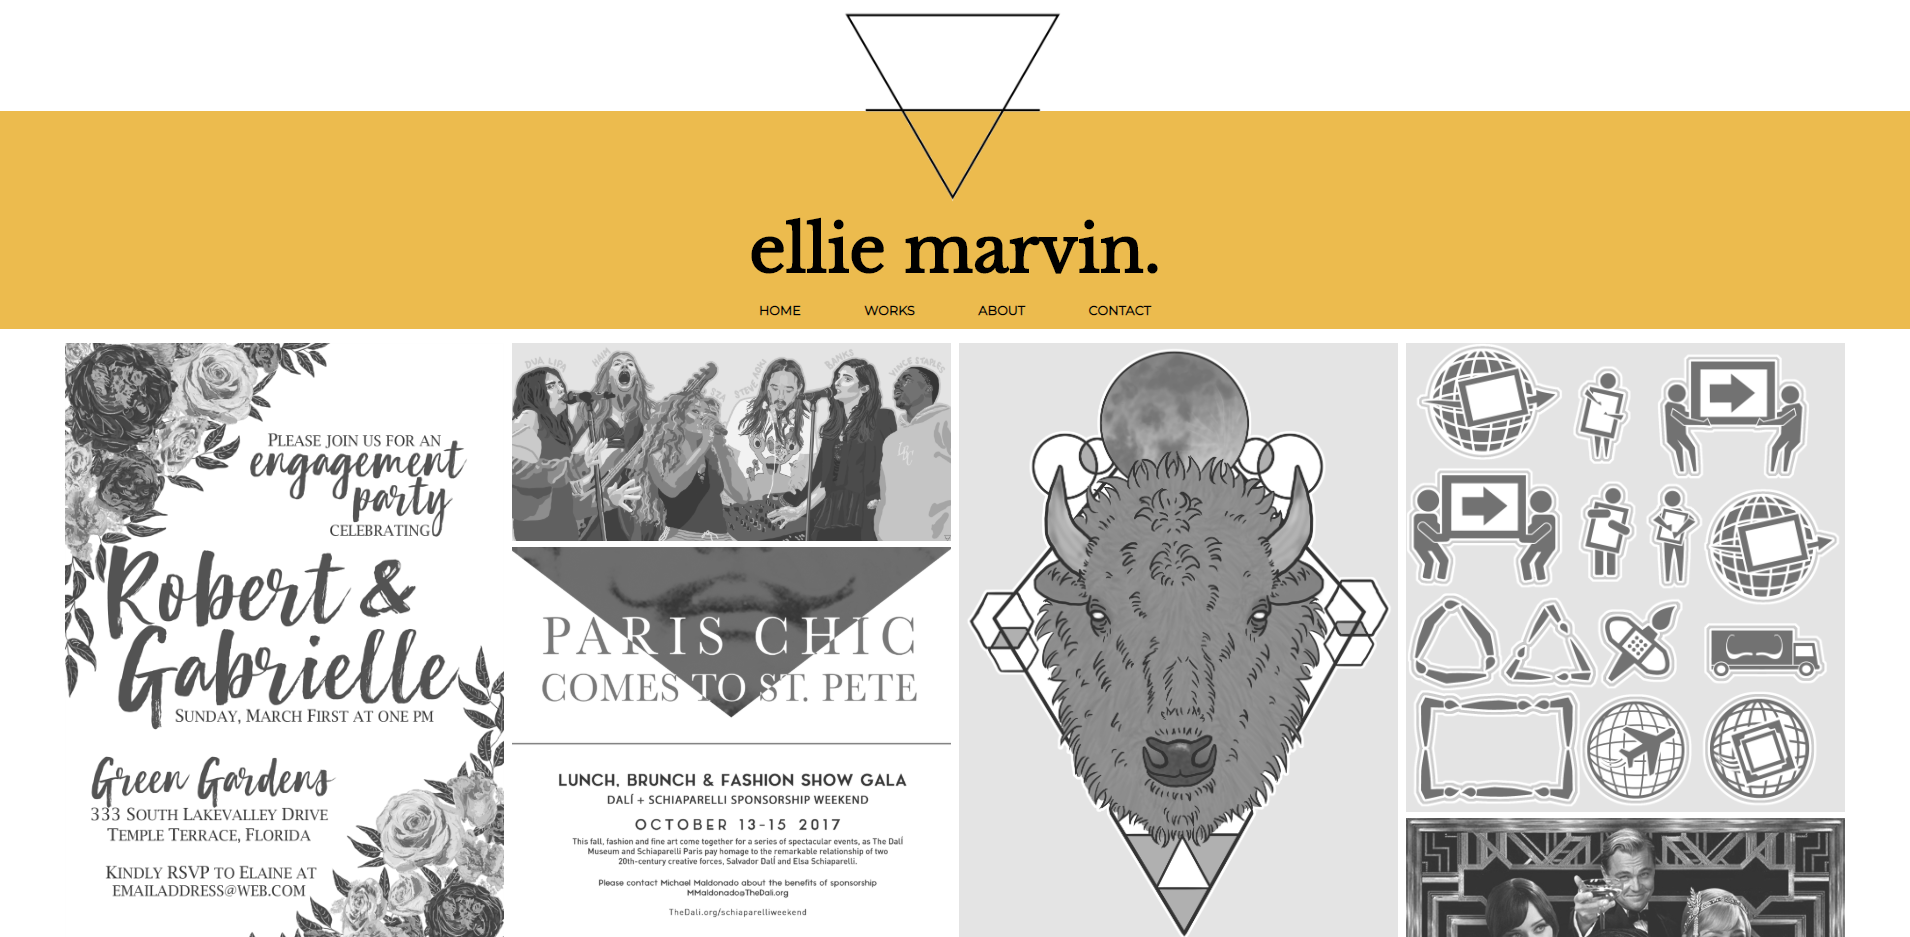 ellie marvin.
HOME WORKS ABOUT CONTACT
PLEASE JOIN US FOR AN
engagement
party
CELEBRATING
Robert &
Gabrielle
SUNDAY, MARCH FIRST AT ONE PM
Green Gardens
333 SOUTH LAKEVALLEY DRIVE
TEMPLE TERRACE, FLORIDA
KINDLY RSVP TO ELAINE AT
EMAILADDRESS@WEB.COM
DUA LIPA
HAIM
SZA
STEVE AOKI
BANKS
VINCE STAPLES
PARIS CHIC
COMES TO ST. PETE
LUNCH, BRUNCH & FASHION SHOW GALA
DALÍ + SCHIAPARELLI SPONSORSHIP WEEKEND
OCTOBER 13-15 2017
This fall, fashion and fine art come together for a series of spectacular events, as The Dalí
Museum and Schiaparelli Paris pay homage to the remarkable relationship of two
20th-century creative forces, Salvador Dalí and Elsa Schiaparelli.
Please contact Michael Maldonado about the benefits of sponsorship
MMaldonado@TheDali.org
TheDali.org/schiaparelliweekend